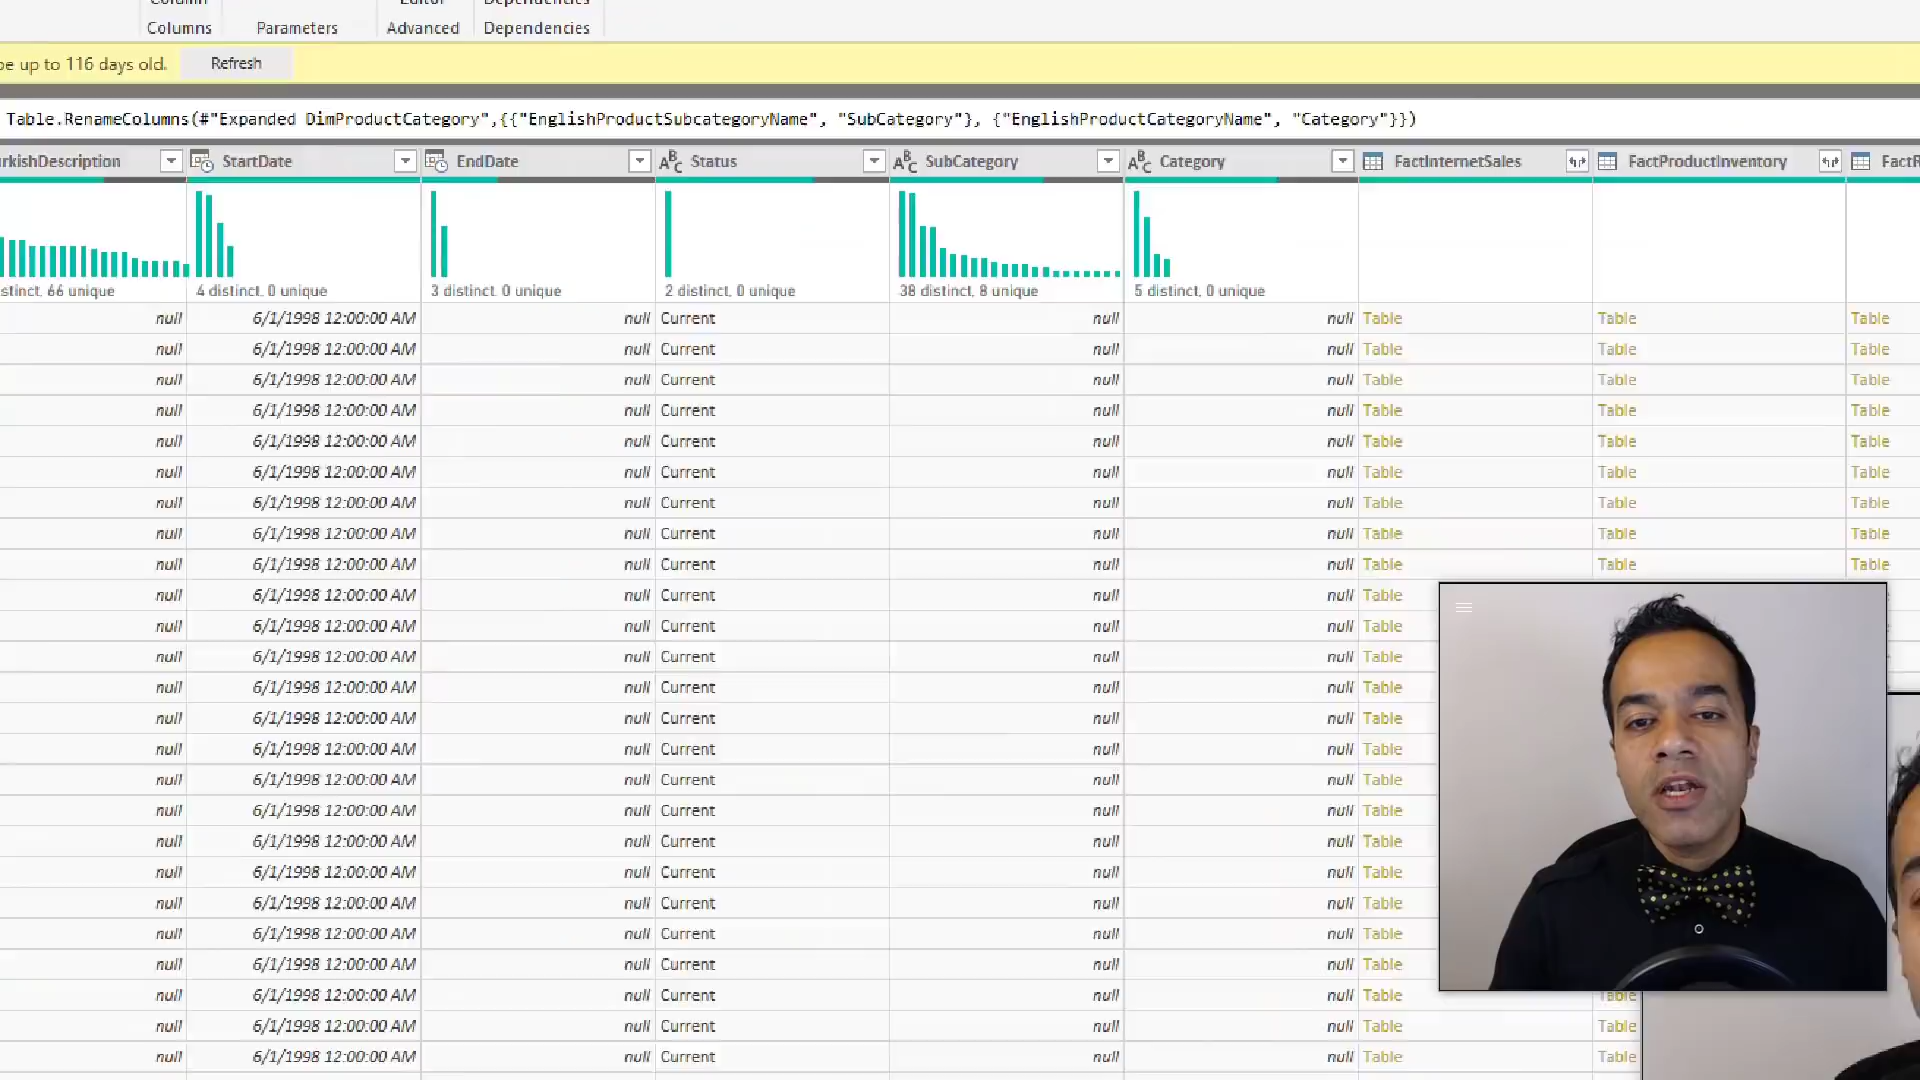 Columns Parameters Advanced Dependencies
be up to 116 days old. Refresh
Table.RenameColumns(#"Expanded DimProductCategory",{{"EnglishProductSubcategoryName", "SubCategory"}, {"EnglishProductCategoryName", "Category"}})
rkishDescription StartDate EndDate Status SubCategory Category FactInternetSales FactProductInventory FactR
stinct, 66 unique 4 distinct, 0 unique 3 distinct, 0 unique 2 distinct, 0 unique 38 distinct, 8 unique 5 distinct, 0 unique
null 6/1/1998 12:00:00 AM null Current null null Table Table Table
null 6/1/1998 12:00:00 AM null Current null null Table Table Table
null 6/1/1998 12:00:00 AM null Current null null Table Table Table
null 6/1/1998 12:00:00 AM null Current null null Table Table Table
null 6/1/1998 12:00:00 AM null Current null null Table Table Table
null 6/1/1998 12:00:00 AM null Current null null Table Table Table
null 6/1/1998 12:00:00 AM null Current null null Table Table Table
null 6/1/1998 12:00:00 AM null Current null null Table Table Table
null 6/1/1998 12:00:00 AM null Current null null Table Table Table
null 6/1/1998 12:00:00 AM null Current null null Table
null 6/1/1998 12:00:00 AM null Current null null Table
null 6/1/1998 12:00:00 AM null Current null null Table
null 6/1/1998 12:00:00 AM null Current null null Table
null 6/1/1998 12:00:00 AM null Current null null Table
null 6/1/1998 12:00:00 AM null Current null null Table
null 6/1/1998 12:00:00 AM null Current null null Table
null 6/1/1998 12:00:00 AM null Current null null Table
null 6/1/1998 12:00:00 AM null Current null null Table
null 6/1/1998 12:00:00 AM null Current null null Table
null 6/1/1998 12:00:00 AM null Current null null Table
null 6/1/1998 12:00:00 AM null Current null null Table
null 6/1/1998 12:00:00 AM null Current null null Table
null 6/1/1998 12:00:00 AM null Current null null Table Table
null 6/1/1998 12:00:00 AM null Current null null Table Table
null 6/1/1998 12:00:00 AM null Current null null Table Table